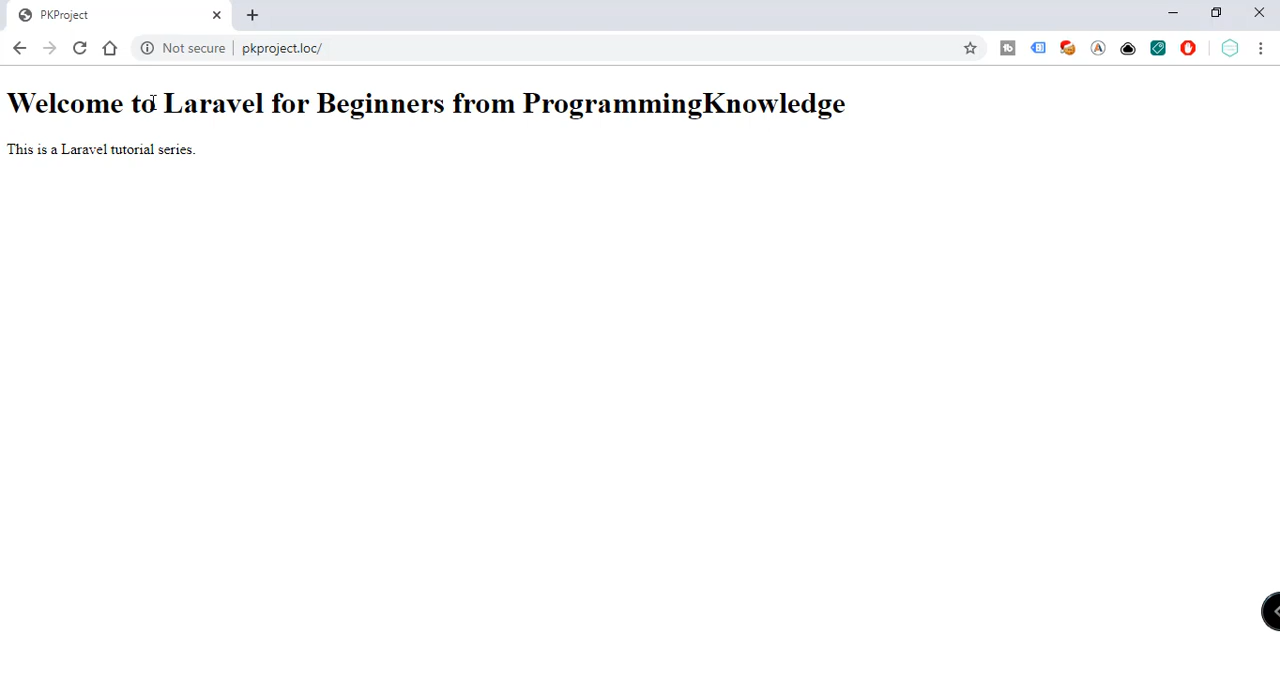 PKProject
Not secure
pkproject.loc/
Welcome to Laravel for Beginners from ProgrammingKnowledge
This is a Laravel tutorial series.